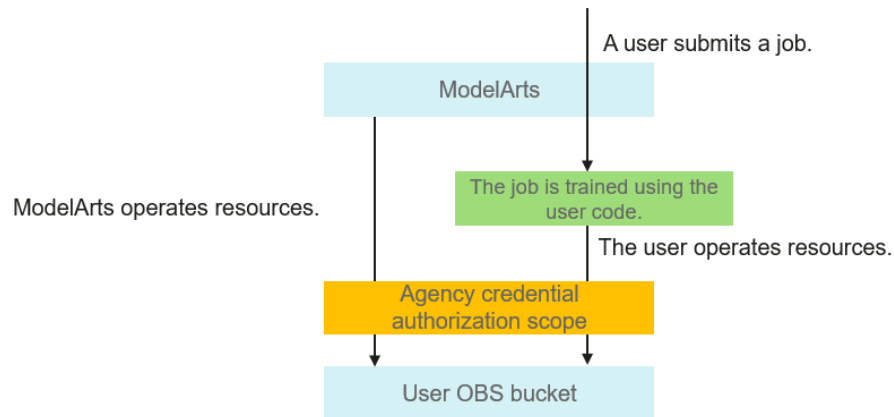 A user submits a job.
ModelArts
The job is trained using the
user code.
ModelArts operates resources.
The user operates resources.
Agency credential
authorization scope
User OBS bucket